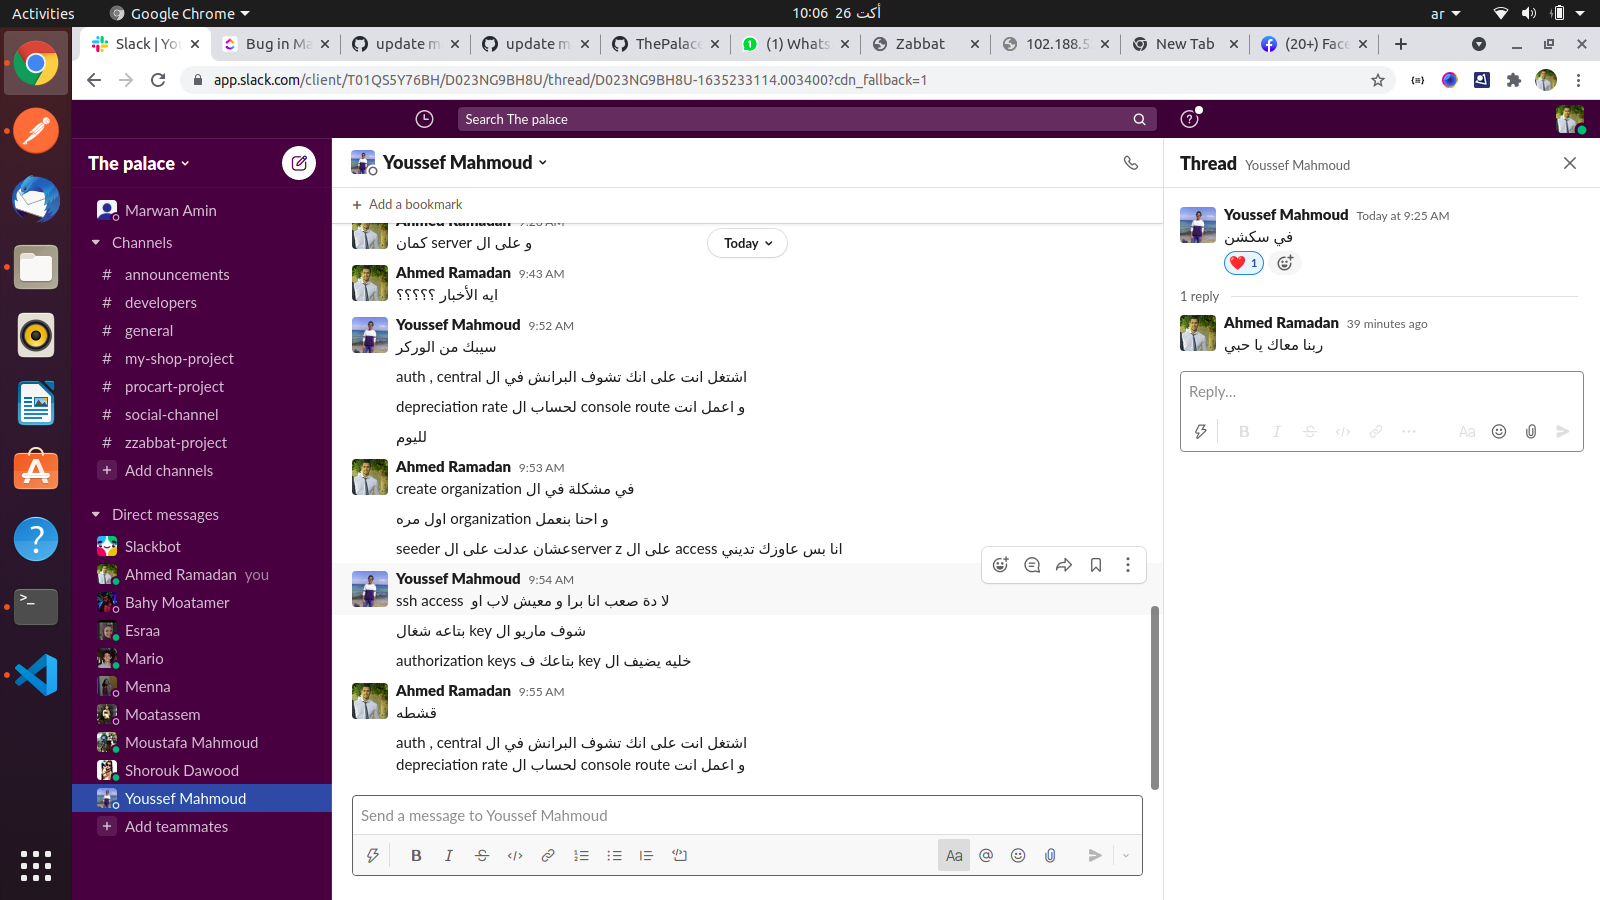 Activities
Google Chrome
أكت 26 10:06
ar
Slack | Yo
Bug in Ma
update m
update m
ThePalac
(1) Whats
Zabbat
102.188.5
New Tab
(20+) Face
app.slack.com/client/T01QS5Y76BH/D023NG9BH8U/thread/D023NG9BH8U-1635233114.003400?cdn_fallback=1
Search The palace
The palace
Marwan Amin
Channels
# announcements
# developers
# general
# my-shop-project
# procart-project
# social-channel
# zzabbat-project
+ Add channels
Direct messages
Slackbot
Ahmed Ramadan you
Bahy Moatamer
Esraa
Mario
Menna
Moatassem
Moustafa Mahmoud
Shorouk Dawood
Youssef Mahmoud
+ Add teammates
Youssef Mahmoud
+ Add a bookmark
Today
Ahmed Ramadan
و على ال server كمان
Ahmed Ramadan 9:43 AM
ايه الأخبار ؟؟؟؟؟
Youssef Mahmoud 9:52 AM
سيبك من الوركر
اشتغل انت على انك تشوف البرانش في ال auth , central
و اعمل انت console route لحساب ال depreciation rate
لليوم
Ahmed Ramadan 9:53 AM
في مشكلة في ال create organization
و احنا بنعمل organization اول مره
انا بس عاوزك تديني access على ال server z عشان عدلت على ال seeder
Youssef Mahmoud 9:54 AM
لا دة صعب انا برا و معيش لاب او ssh access
شوف ماريو ال key بتاعه شغال
خليه يضيف ال key بتاعك ف authorization keys
Ahmed Ramadan 9:55 AM
قشطه
اشتغل انت على انك تشوف البرانش في ال auth , central
و اعمل انت console route لحساب ال depreciation rate
Send a message to Youssef Mahmoud
Aa
Thread Youssef Mahmoud
Youssef Mahmoud Today at 9:25 AM
في سكشن
❤️ 1
1 reply
Ahmed Ramadan 39 minutes ago
ربنا معاك يا حبي
Reply…
Aa